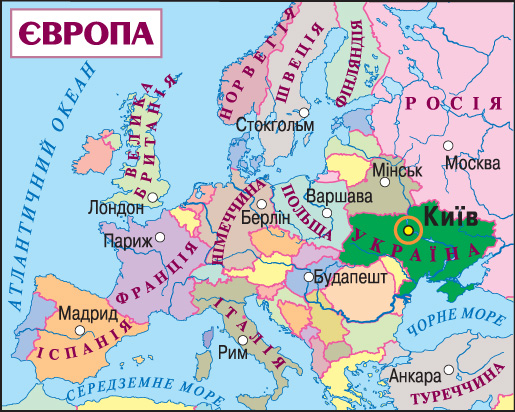 ЄВРОПА
АТЛАНТИЧНИЙ ОКЕАН
НОРВЕГІЯ
ШВЕЦІЯ
ФІНЛЯНДІЯ
РОСІЯ
ВЕЛИКА
БРИТАНІЯ
Стокгольм
Москва
Мінськ
Лондон
НІМЕЧЧИНА
Берлін
ПОЛЬЩА
Варшава
Київ
УКРАЇНА
Париж
ФРАНЦІЯ
Будапешт
Мадрид
ІСПАНІЯ
ІТАЛІЯ
Рим
ЧОРНЕ МОРЕ
СЕРЕДЗЕМНЕ МОРЕ
Анкара
ТУРЕЧЧИНА